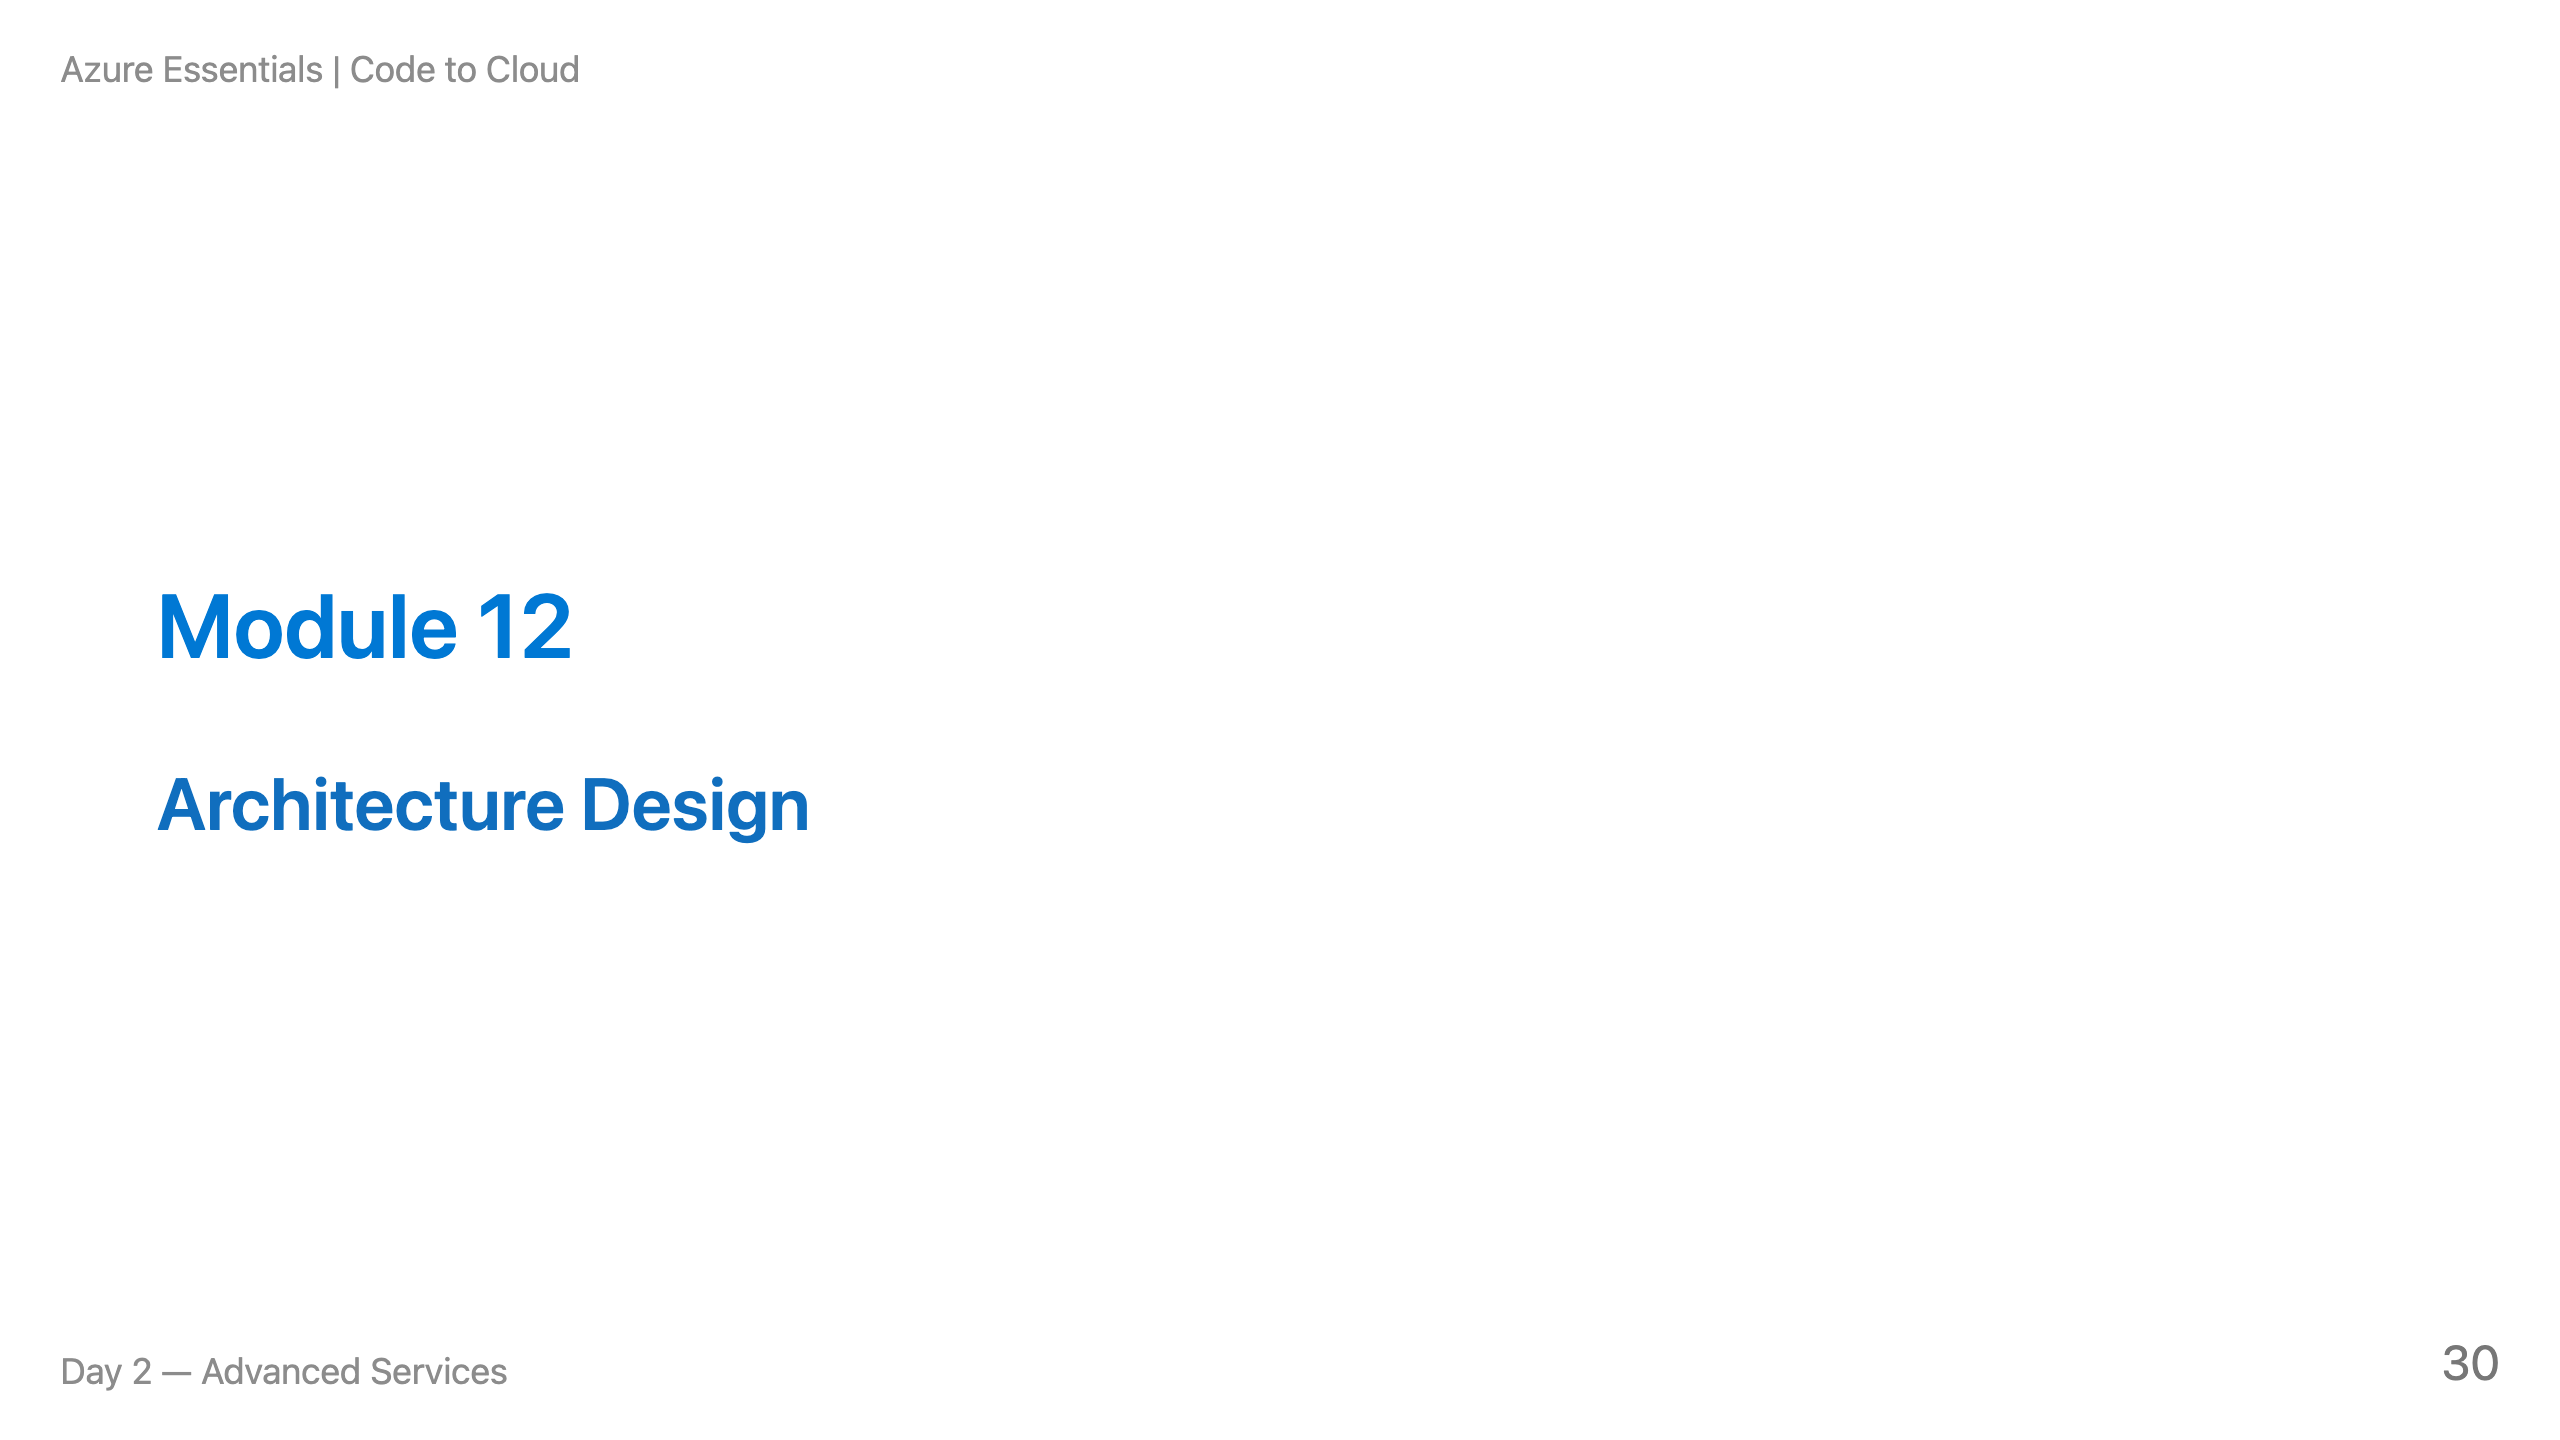 Azure Essentials | Code to Cloud
Module 12
Architecture Design
Day 2 — Advanced Services
30